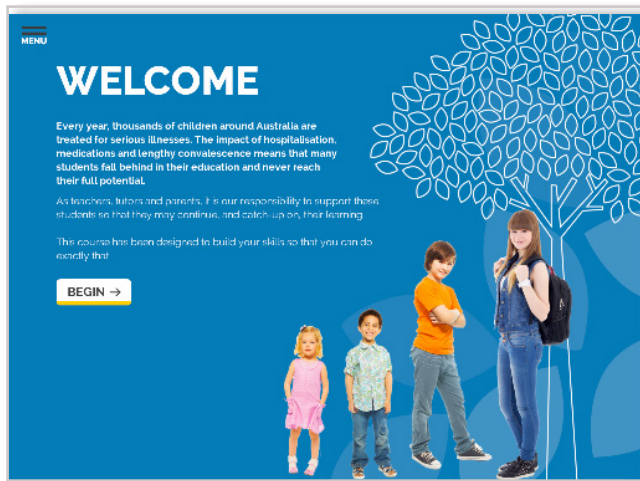 MENU
WELCOME
Every year, thousands of children around Australia are
treated for serious illnesses. The impact of hospitalisation,
medications and lengthy convalescence means that many
students fall behind in their education and never reach
their full potential.
As teachers, tutors and parents, it is our responsibility to support these
students so that they may continue, and catch-up on, their learning
This course has been designed to build your skills so that you can do
exactly that
BEGIN →